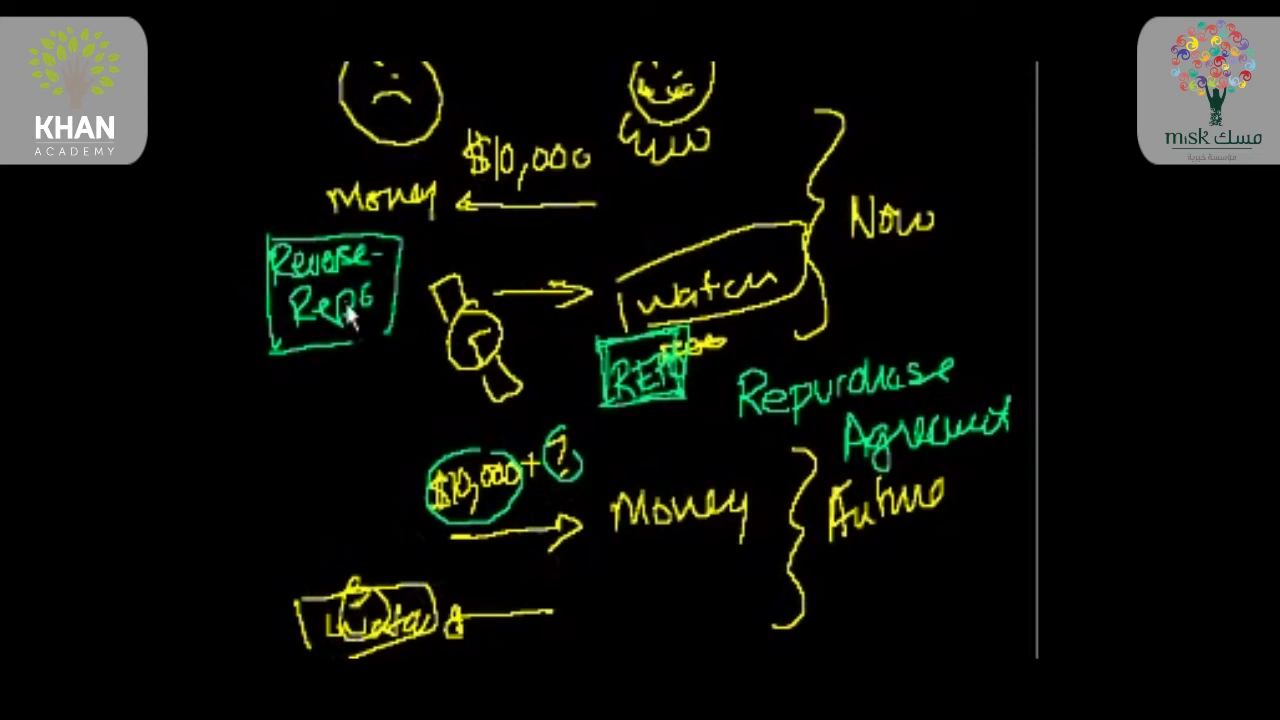 KHAN
ACADEMY
misk مسك
مؤسسة خيرية
$10,000
Money
Now
Reverse-
Repo
Watch
REPO
Repurchase
Agreement
$10,000 + ?
Money
Future
Watch